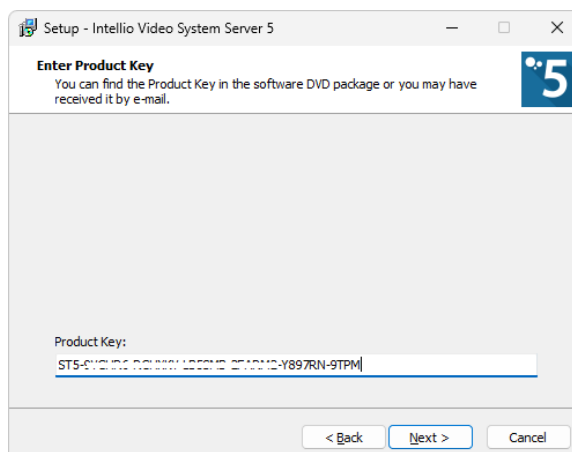 Setup - Intellio Video System Server 5
Enter Product Key
You can find the Product Key in the software DVD package or you may have
received it by e-mail.
5
Product Key:
ST5- -Y897RN-9TPM
< Back
Next >
Cancel